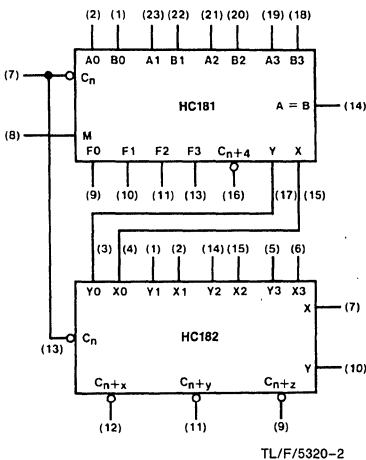 (2) (1) (23) (22) (21) (20) (19) (18)
A0 B0 A1 B1 A2 B2 A3 B3
(7) Cn
HC181
A = B (14)
(8) M
F0 F1 F2 F3 Cn+4 Y X
(9) (10) (11) (13) (16) (17) (15)
(3) (4) (1) (2) (14) (15) (5) (6)
Y0 X0 Y1 X1 Y2 X2 Y3 X3
X (7)
Cn
HC182
(13)
Y (10)
Cn+x Cn+y Cn+z
(12) (11) (9)
TL/F/5320-2